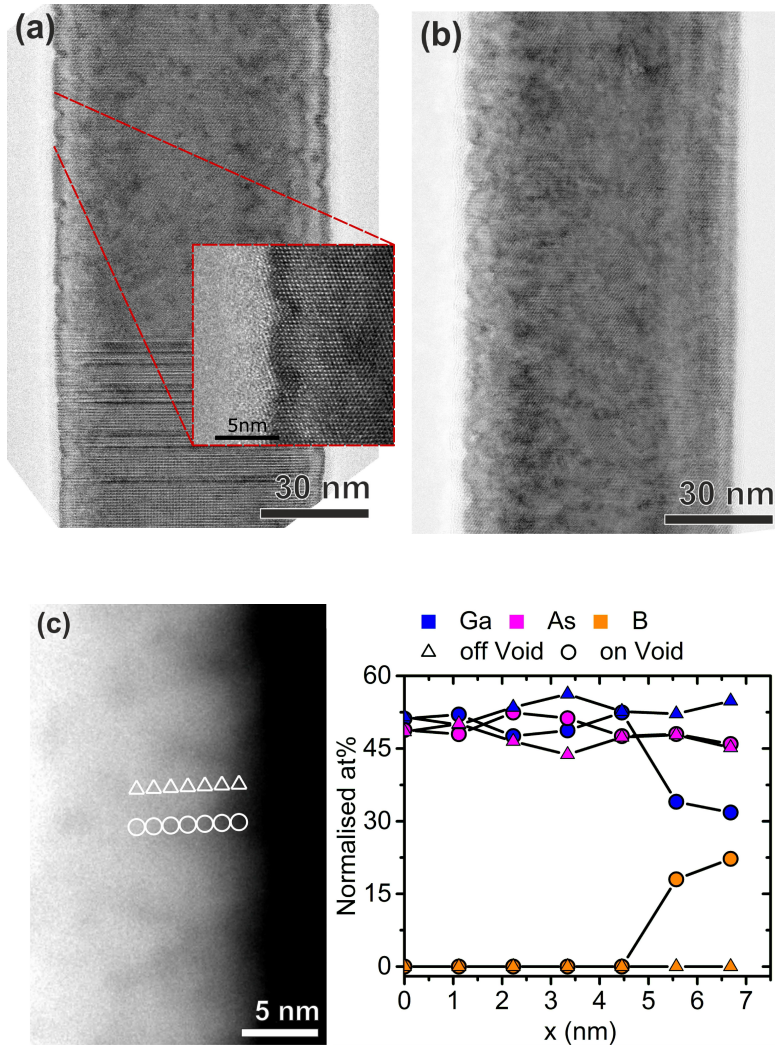 (a)
(b)
5nm
30 nm
30 nm
(c)
5 nm
Ga As B
off Void on Void
Normalised at%
60
45
30
15
0
0 1 2 3 4 5 6 7
x (nm)